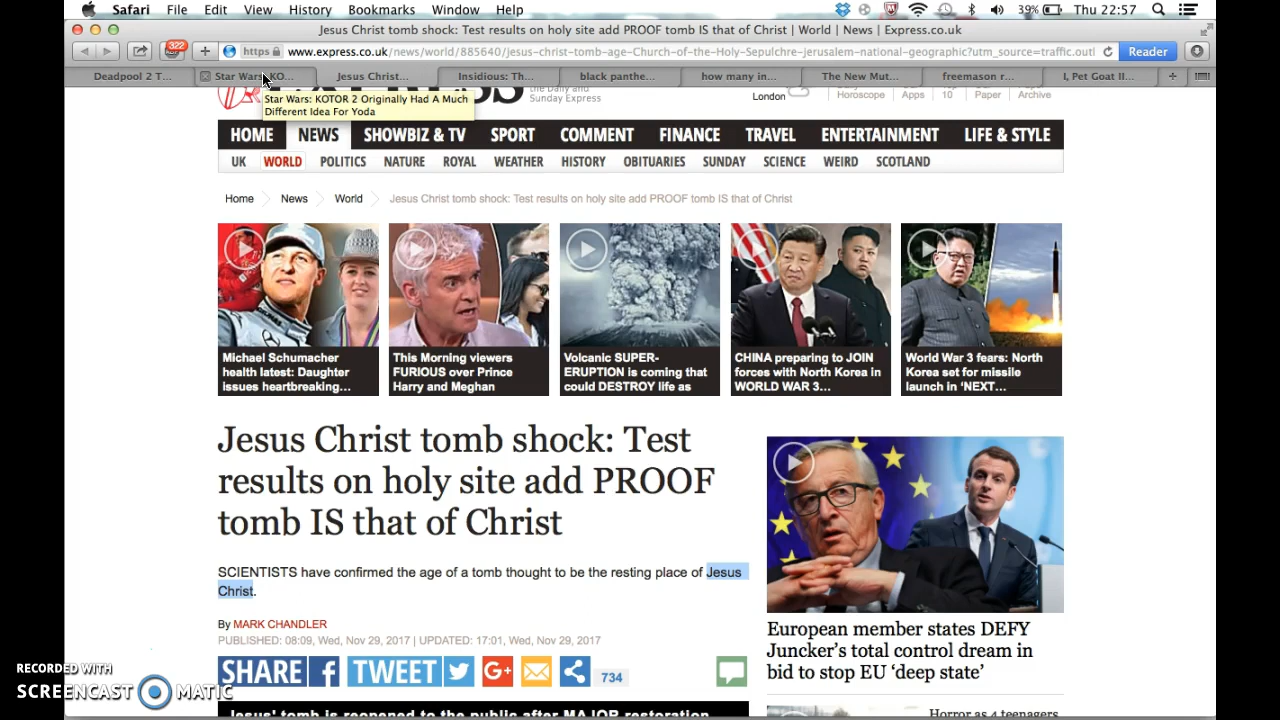 Safari File Edit View History Bookmarks Window Help 39% Thu 22:57
Jesus Christ tomb shock: Test results on holy site add PROOF tomb IS that of Christ | World | News | Express.co.uk
322 https www.express.co.uk/news/world/885640/jesus-christ-tomb-age-Church-of-the-Holy-Sepulchre-jerusalem-national-geographic?utm_source=traffic.outl Reader
Deadpool 2 T... Star Wars: KO... Jesus Christ... Insidious: Th... black panthe... how many in... The New Mut... freemason r... I, Pet Goat II...
Star Wars: KOTOR 2 Originally Had A Much
Different Idea For Yoda
the Daily and
Sunday Express
London
Daily
Horoscope
Our
Apps
Top
10
Our
Paper
Archive
HOME NEWS SHOWBIZ & TV SPORT COMMENT FINANCE TRAVEL ENTERTAINMENT LIFE & STYLE
UK WORLD POLITICS NATURE ROYAL WEATHER HISTORY OBITUARIES SUNDAY SCIENCE WEIRD SCOTLAND
Home News World Jesus Christ tomb shock: Test results on holy site add PROOF tomb IS that of Christ
Michael Schumacher
health latest: Daughter
issues heartbreaking...
This Morning viewers
FURIOUS over Prince
Harry and Meghan
Volcanic SUPER-
ERUPTION is coming that
could DESTROY life as
CHINA preparing to JOIN
forces with North Korea in
WORLD WAR 3...
World War 3 fears: North
Korea set for missile
launch in ‘NEXT...
Jesus Christ tomb shock: Test
results on holy site add PROOF
tomb IS that of Christ
SCIENTISTS have confirmed the age of a tomb thought to be the resting place of Jesus
Christ.
By MARK CHANDLER
PUBLISHED: 08:09, Wed, Nov 29, 2017 | UPDATED: 17:01, Wed, Nov 29, 2017
SHARE TWEET G+ 734
Jesus' tomb is reopened to the public after MAJOR restoration
European member states DEFY
Juncker’s total control dream in
bid to stop EU ‘deep state’
Horror as 4 teenagers
RECORDED WITH
SCREENCAST MATIC